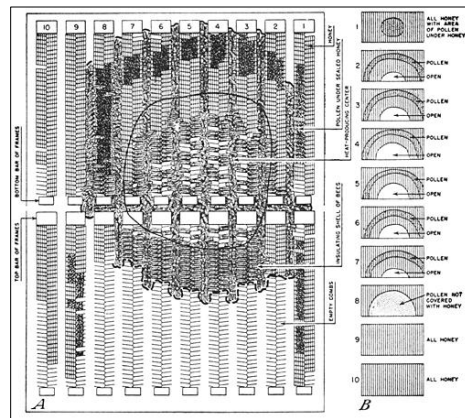 10 9 8 7 6 5 4 3 2 1
HONEY
POLLEN UNDER SEALED HONEY
HEAT-PRODUCING CENTER
INSULATING SHELL OF BEES
EMPTY COMBS
BOTTOM BAR OF FRAMES
TOP BAR OF FRAMES
A
1
ALL HONEY
WITH AREA
OF POLLEN
UNDER HONEY
2
POLLEN
OPEN
3
POLLEN
OPEN
4
POLLEN
OPEN
5
POLLEN
OPEN
6
POLLEN
OPEN
7
POLLEN
OPEN
8
POLLEN NOT
COVERED
WITH HONEY
9
ALL HONEY
10
ALL HONEY
B